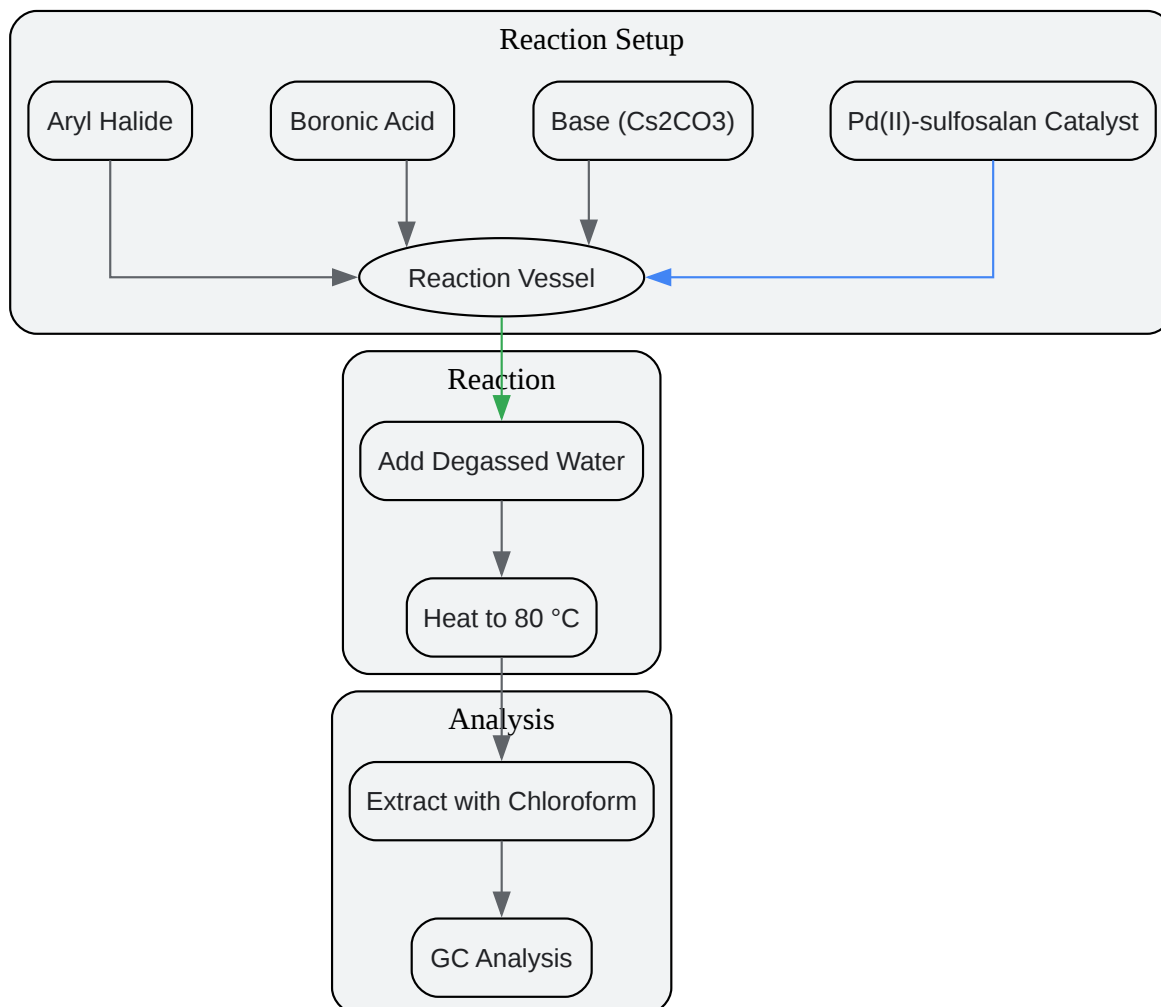 Reaction Setup
Aryl Halide
Boronic Acid
Base (Cs2CO3)
Pd(II)-sulfosalan Catalyst
Reaction Vessel
Reaction
Add Degassed Water
Heat to 80 °C
Analysis
Extract with Chloroform
GC Analysis